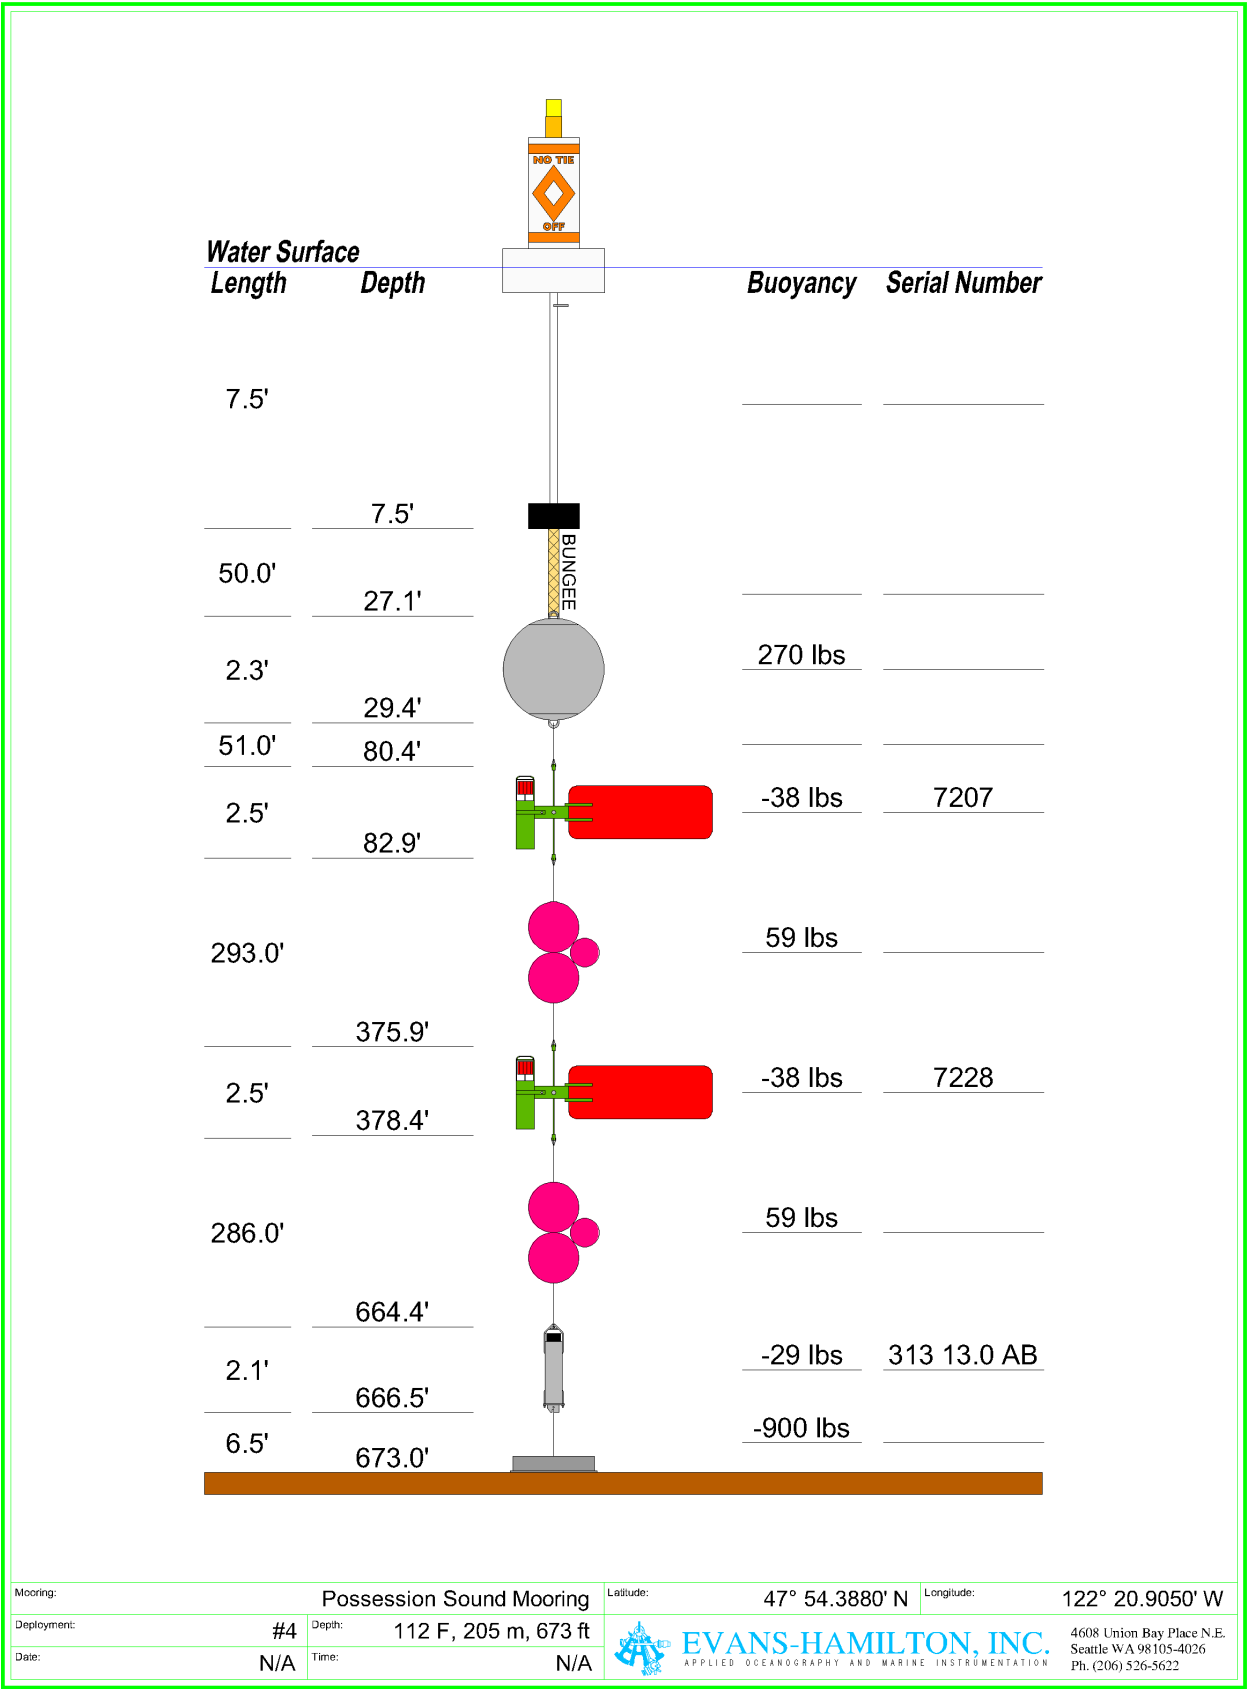 NO TIE
OFF
Water Surface
Length Depth Buoyancy Serial Number
7.5'
7.5'
BUNGEE
50.0'
27.1'
270 lbs
2.3'
29.4'
51.0' 80.4'
-38 lbs 7207
2.5'
82.9'
59 lbs
293.0'
375.9'
-38 lbs 7228
2.5'
378.4'
59 lbs
286.0'
664.4'
-29 lbs 313 13.0 AB
2.1'
666.5'
-900 lbs
6.5'
673.0'
Mooring: Possession Sound Mooring Latitude: 47° 54.3880' N Longitude: 122° 20.9050' W
Deployment: #4 Depth: 112 F, 205 m, 673 ft
Date: N/A Time: N/A
EVANS-HAMILTON, INC.
APPLIED OCEANOGRAPHY AND MARINE INSTRUMENTATION
4608 Union Bay Place N.E.
Seattle WA 98105-4026
Ph. (206) 526-5622